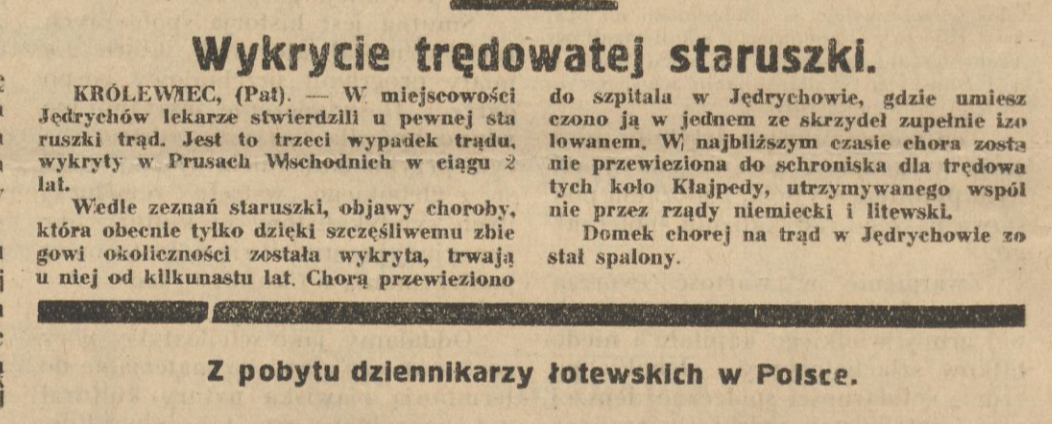 Wykrycie trędowatej staruszki.
KRÓLEWIEC, (Pat). — W miejscowości
Jędrychów lekarze stwierdzili u pewnej sta
ruszki trąd. Jest to trzeci wypadek trądu,
wykryty w Prusach Wschodnich w ciągu 2
lat.
Wedle zeznań staruszki, objawy choroby,
która obecnie tylko dzięki szczęśliwemu zbie
gowi okoliczności została wykryta, trwają
u niej od kilkunastu lat. Chorą przewieziono
do szpitala w Jędrychowie, gdzie umiesz
czono ją w jednem ze skrzydeł zupełnie izo
lowanem. W najbliższym czasie chora zosta
nie przewieziona do schroniska dla trędowa
tych koło Kłajpedy, utrzymywanego wspól
nie przez rządy niemiecki i litewski.
Domek chorej na trąd w Jędrychowie zo
stał spalony.
Z pobytu dziennikarzy łotewskich w Polsce.